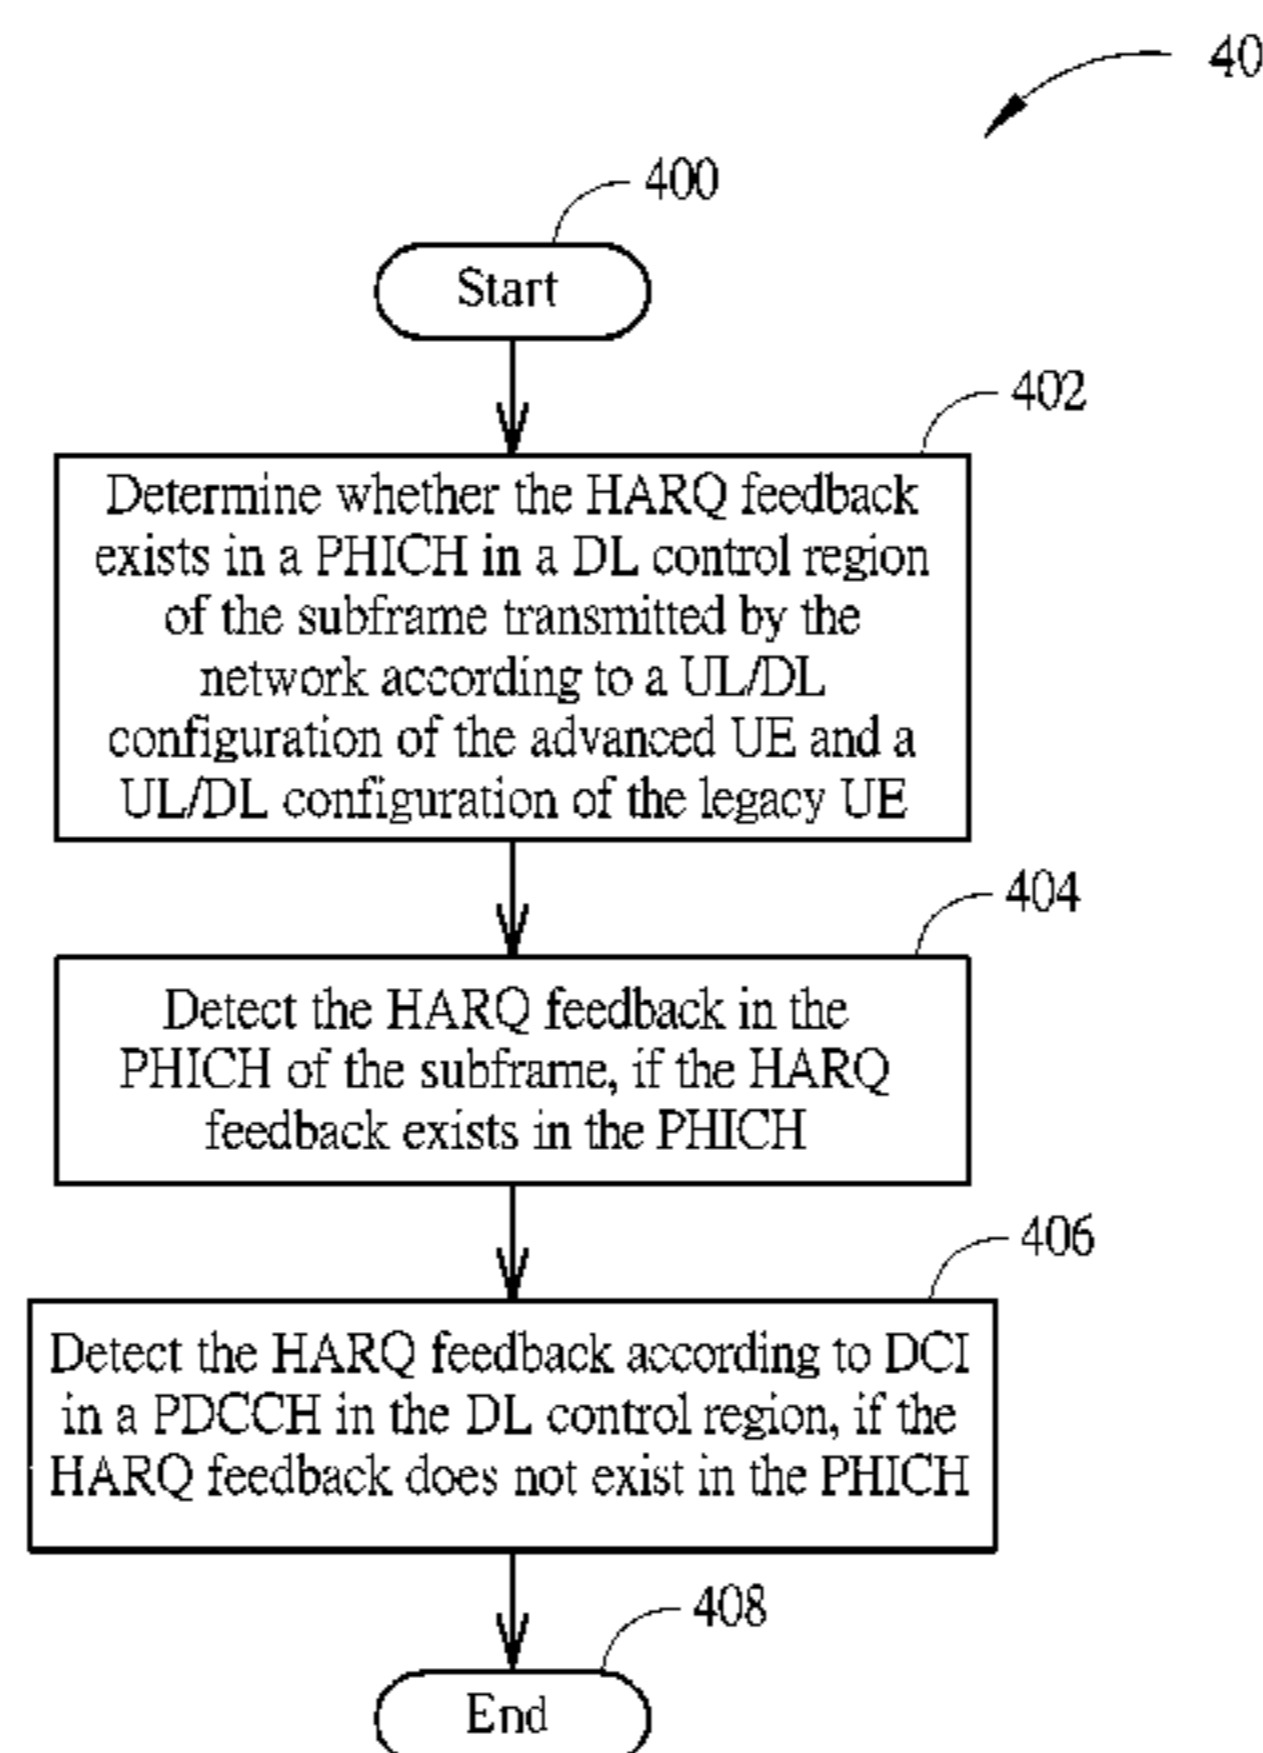 40
400
Start
402
Determine whether the HARQ feedback
exists in a PHICH in a DL control region
of the subframe transmitted by the
network according to a UL/DL
configuration of the advanced UE and a
UL/DL configuration of the legacy UE
404
Detect the HARQ feedback in the
PHICH of the subframe, if the HARQ
feedback exists in the PHICH
406
Detect the HARQ feedback according to DCI
in a PDCCH in the DL control region, if the
HARQ feedback does not exist in the PHICH
408
End